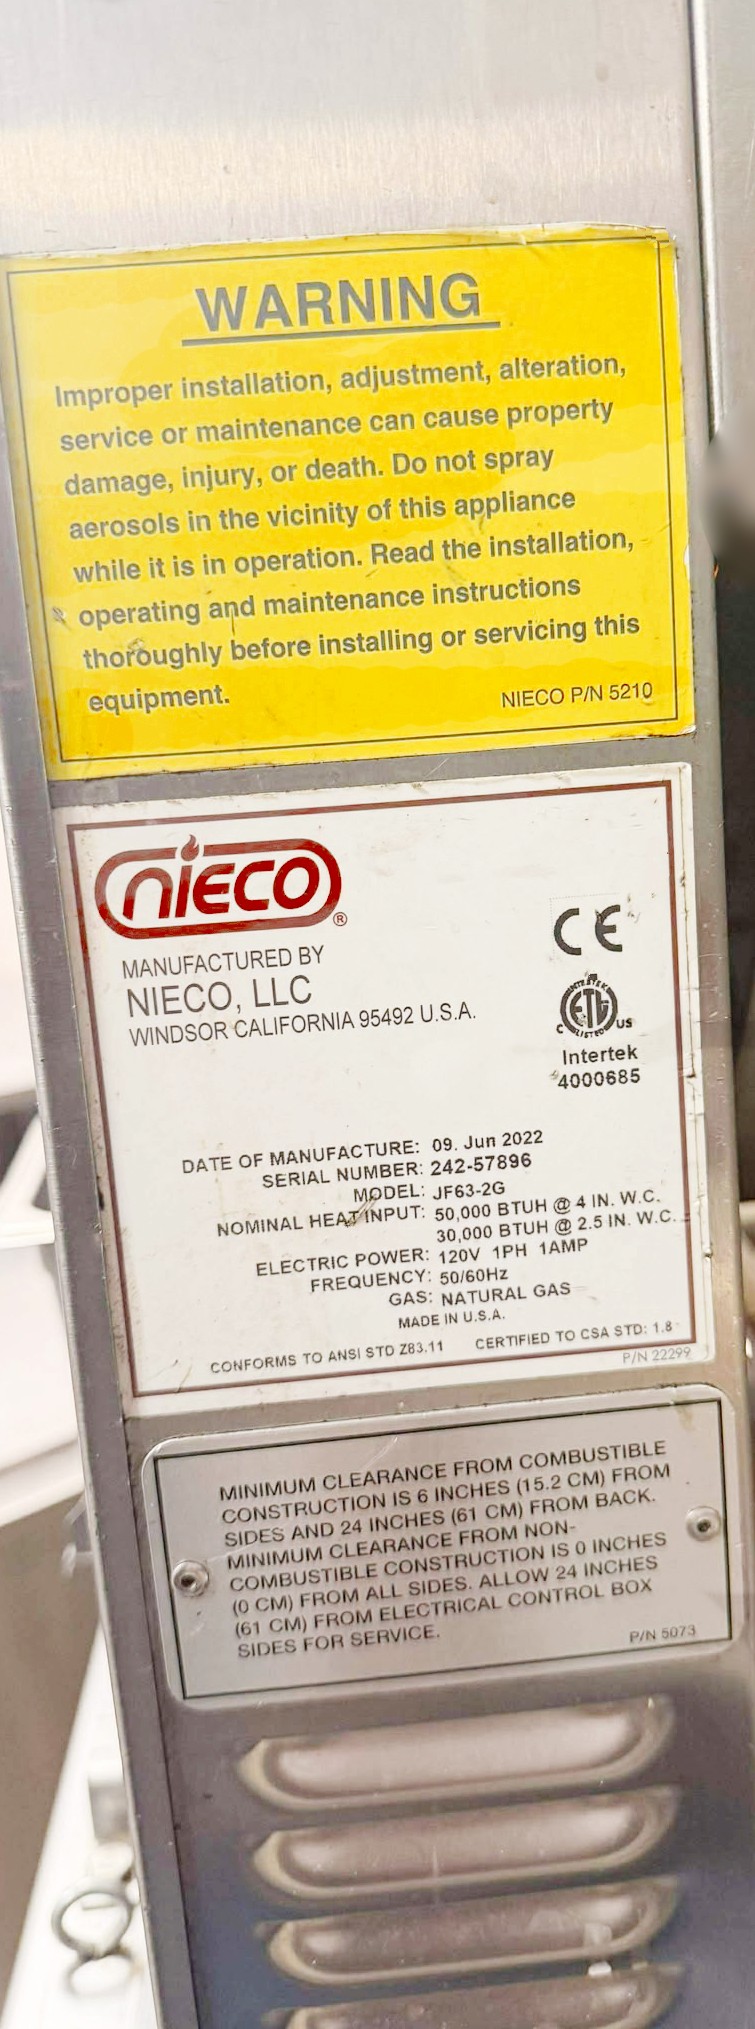 WARNING
Improper installation, adjustment, alteration,
service or maintenance can cause property
damage, injury, or death. Do not spray
aerosols in the vicinity of this appliance
while it is in operation. Read the installation,
operating and maintenance instructions
thoroughly before installing or servicing this
equipment.
NIECO P/N 5210
nieco ®
MANUFACTURED BY
NIECO, LLC
WINDSOR CALIFORNIA 95492 U.S.A.
CE
INTERTEK
ETL
C LISTED US
Intertek
4000685
DATE OF MANUFACTURE: 09. Jun 2022
SERIAL NUMBER: 242-57896
MODEL: JF63-2G
NOMINAL HEAT INPUT: 50,000 BTUH @ 4 IN. W.C.
30,000 BTUH @ 2.5 IN. W.C.
ELECTRIC POWER: 120V 1PH 1AMP
FREQUENCY: 50/60Hz
GAS: NATURAL GAS
MADE IN U.S.A.
CONFORMS TO ANSI STD Z83.11 CERTIFIED TO CSA STD: 1.8
P/N 22299
MINIMUM CLEARANCE FROM COMBUSTIBLE
CONSTRUCTION IS 6 INCHES (15.2 CM) FROM
SIDES AND 24 INCHES (61 CM) FROM BACK.
MINIMUM CLEARANCE FROM NON-
COMBUSTIBLE CONSTRUCTION IS 0 INCHES
(0 CM) FROM ALL SIDES. ALLOW 24 INCHES
(61 CM) FROM ELECTRICAL CONTROL BOX
SIDES FOR SERVICE.
P/N 5073